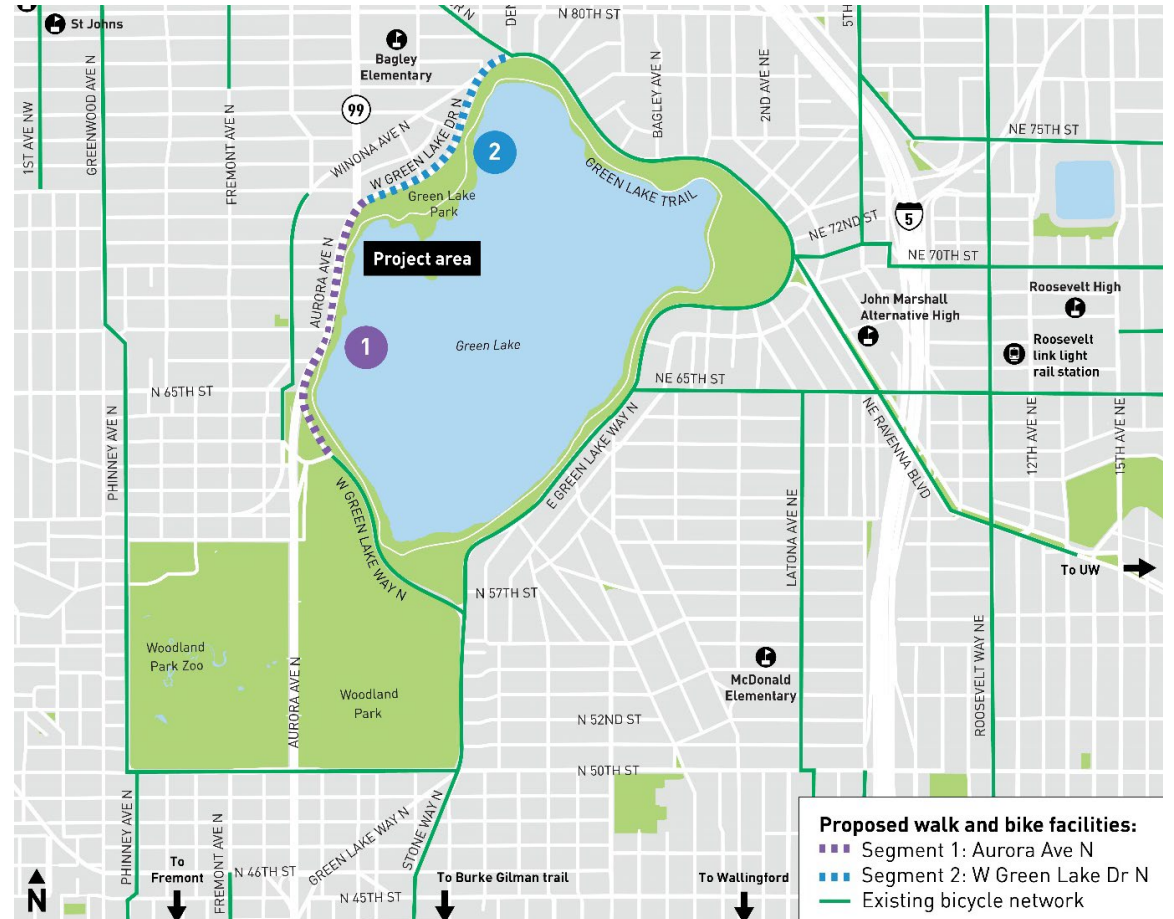 St Johns
N 80TH ST
5TH
Bagley
Elementary
1ST AVE NW
GREENWOOD AVE N
FREMONT AVE N
99
WINONA AVE N
W GREEN LAKE DR N
2
BAGLEY AVE N
2ND AVE NE
NE 75TH ST
Green Lake
Park
GREEN LAKE TRAIL
5
NE 72ND ST
NE 70TH ST
AURORA AVE N
Project area
John Marshall
Alternative High
Roosevelt High
1
Green Lake
Roosevelt
link light
rail station
N 65TH ST
NE 65TH ST
PHINNEY AVE N
W GREEN LAKE WAY N
E GREEN LAKE WAY N
LATONA AVE NE
NE RAVENNA BLVD
12TH AVE NE
15TH AVE NE
To UW
N 57TH ST
Woodland
Park Zoo
AURORA AVE N
Woodland
Park
McDonald
Elementary
ROOSEVELT WAY NE
N 52ND ST
N 50TH ST
PHINNEY AVE N
To
Fremont
FREMONT AVE N
N 46TH ST
GREEN LAKE WAY N
STONE WAY N
N 45TH ST
To Burke Gilman trail
To Wallingford
N
Proposed walk and bike facilities:
Segment 1: Aurora Ave N
Segment 2: W Green Lake Dr N
Existing bicycle network